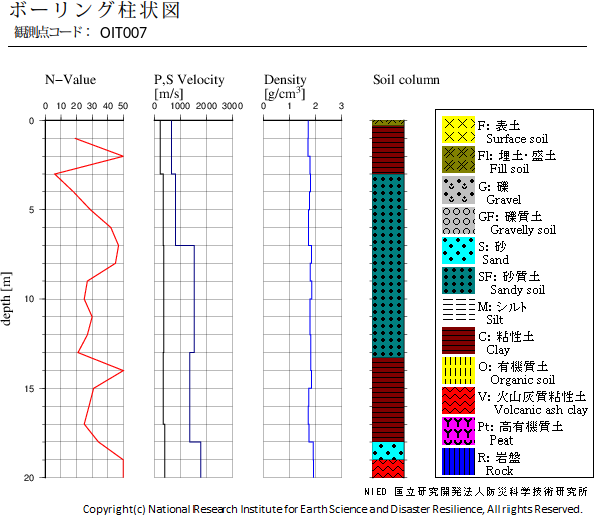 ボーリング柱状図
観測点コード： OIT007
N-Value
P,S Velocity
[m/s]
Density
[g/cm³]
Soil column
0 10 20 30 40 50
0 1000 2000 3000
0 1 2 3
0
5
10
15
20
depth [m]
F: 表土
Surface soil
Fl: 埋土・盛土
Fill soil
G: 礫
Gravel
GF: 礫質土
Gravelly soil
S: 砂
Sand
SF: 砂質土
Sandy soil
M: シルト
Silt
C: 粘性土
Clay
O: 有機質土
Organic soil
V: 火山灰質粘性土
Volcanic ash clay
Pt: 高有機質土
Peat
R: 岩盤
Rock
NIED 国立研究開発法人防災科学技術研究所
Copyright(c) National Research Institute for Earth Science and Disaster Resilience, All rights Reserved.